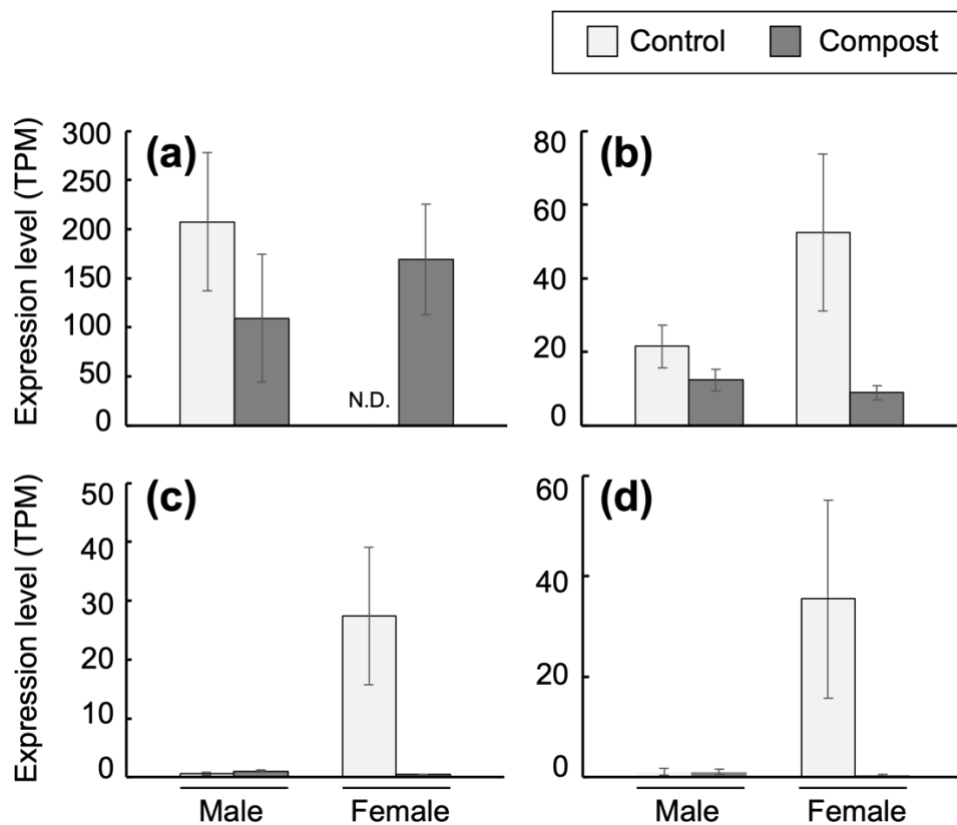 Control Compost
Expression level (TPM)
300
250
200
150
100
50
0
(a)
N.D.
80
60
40
20
0
(b)
Expression level (TPM)
50
40
30
20
10
0
(c)
Male Female
60
40
20
0
(d)
Male Female